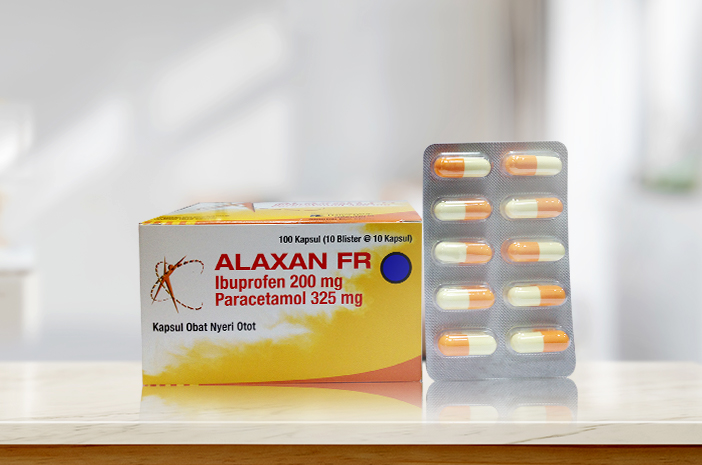 100 Kapsul (10 Blister @ 10 Kapsul)
ALAXAN FR
Ibuprofen 200 mg
Paracetamol 325 mg
Kapsul Obat Nyeri Otot